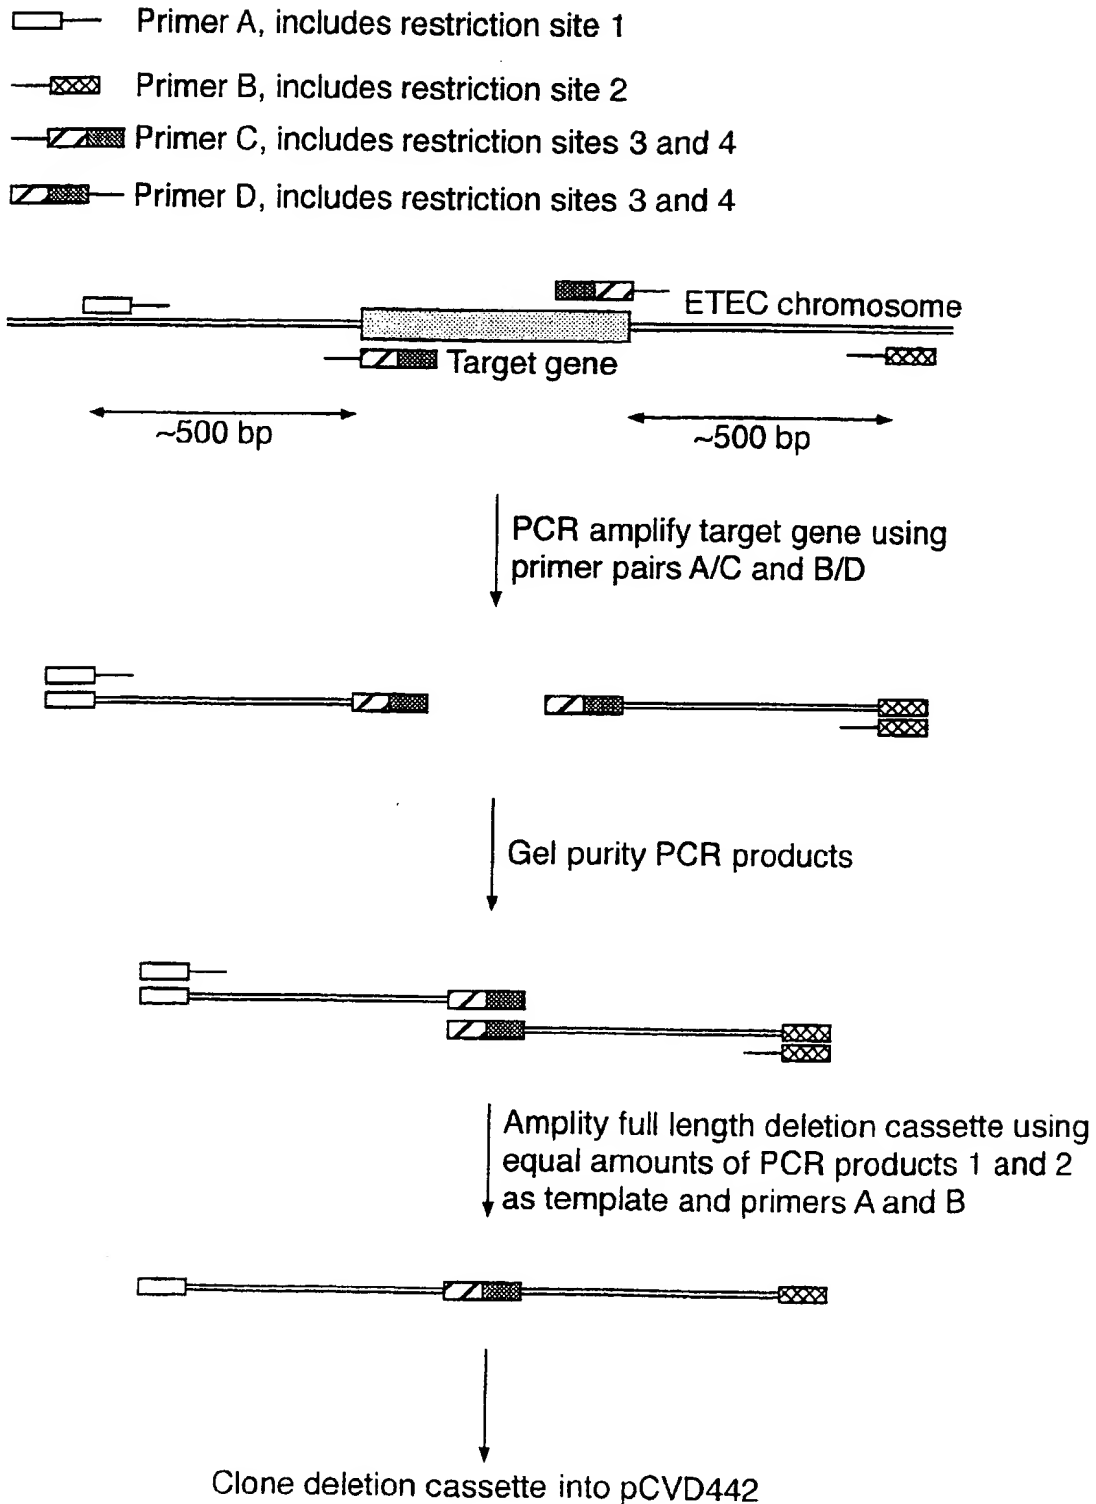 Primer A, includes restriction site 1
Primer B, includes restriction site 2
Primer C, includes restriction sites 3 and 4
Primer D, includes restriction sites 3 and 4
ETEC chromosome
Target gene
~500 bp
~500 bp
PCR amplify target gene using
primer pairs A/C and B/D
Gel purity PCR products
Amplity full length deletion cassette using
equal amounts of PCR products 1 and 2
as template and primers A and B
Clone deletion cassette into pCVD442